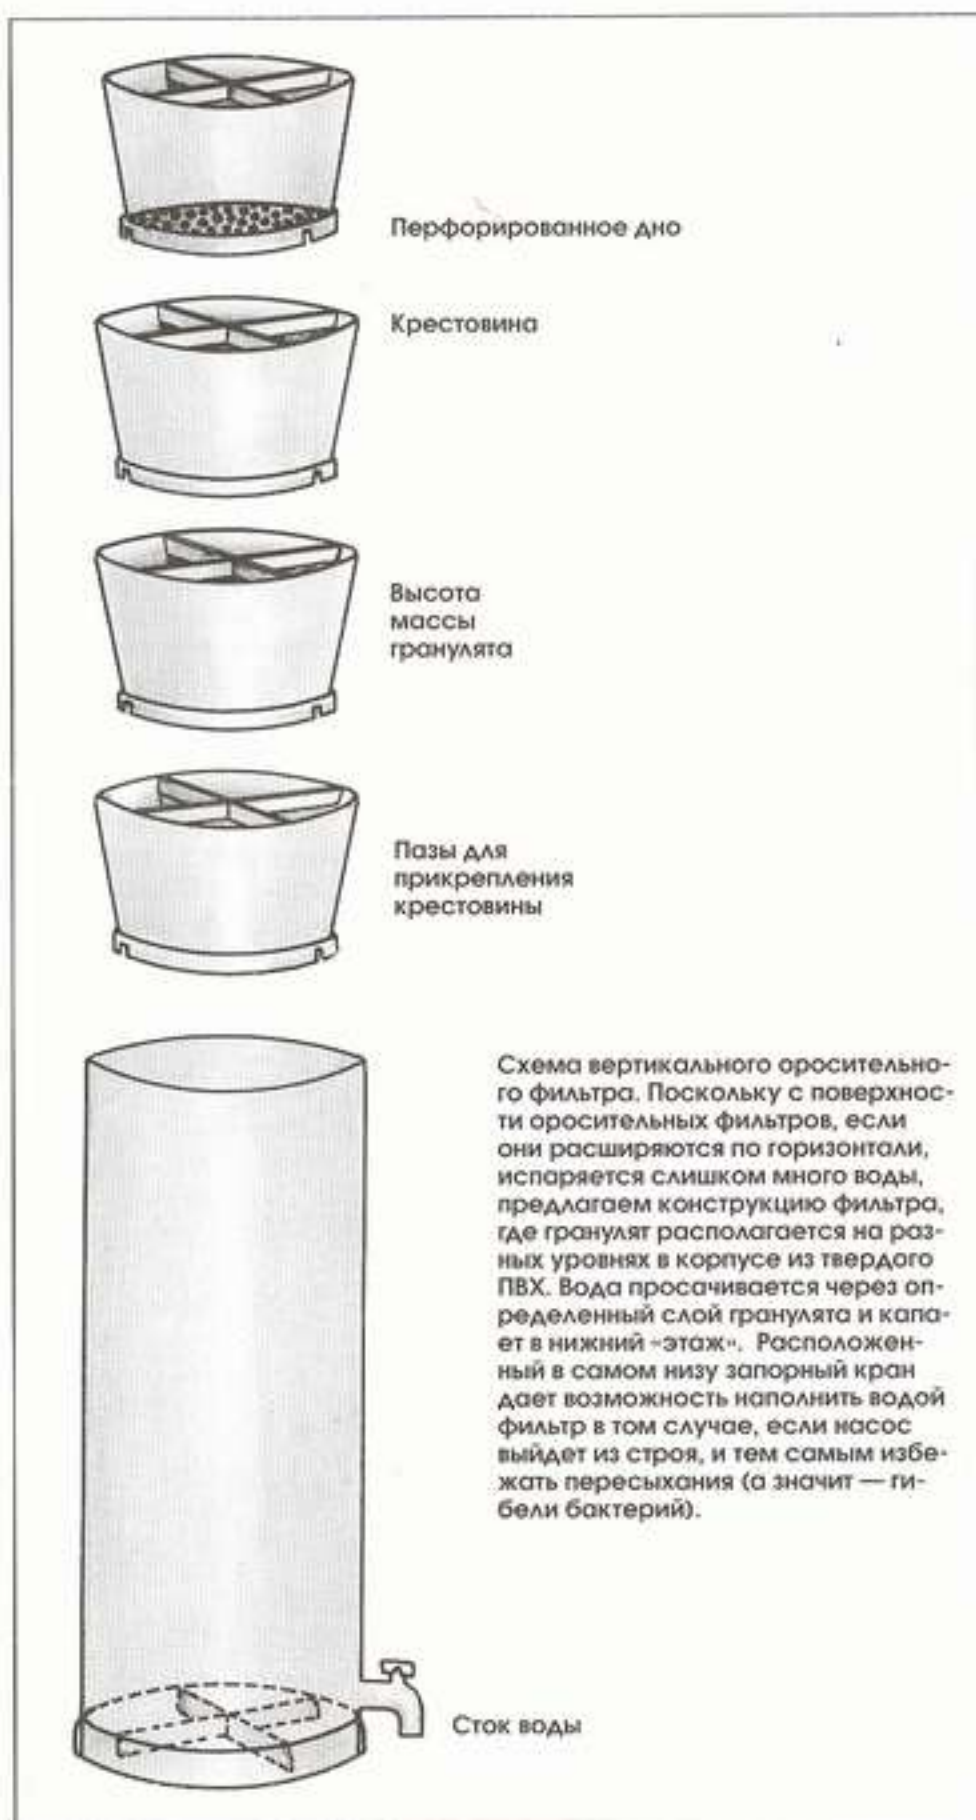 Перфорированное дно
Крестовина
Высота
массы
гранулята
Пазы для
прикрепления
крестовины
Схема вертикального ороситель­но-
го фильтра. Поскольку с поверхнос-
ти оросительных фильтров, если
они расширяются по горизонтали,
испаряется слишком много воды,
предлагаем конструкцию фильтра,
где гранулят располагается на раз-
ных уровнях в корпусе из твердого
ПВХ. Вода просачивается через оп-
ределенный слой гранулята и капа-
ет в нижний «этаж». Расположен-
ный в самом низу запорный кран
дает возможность наполнить водой
фильтр в том случае, если насос
выйдет из строя, и тем самым избе-
жать пересыхания (а значит — ги-
бели бактерий).
Сток воды